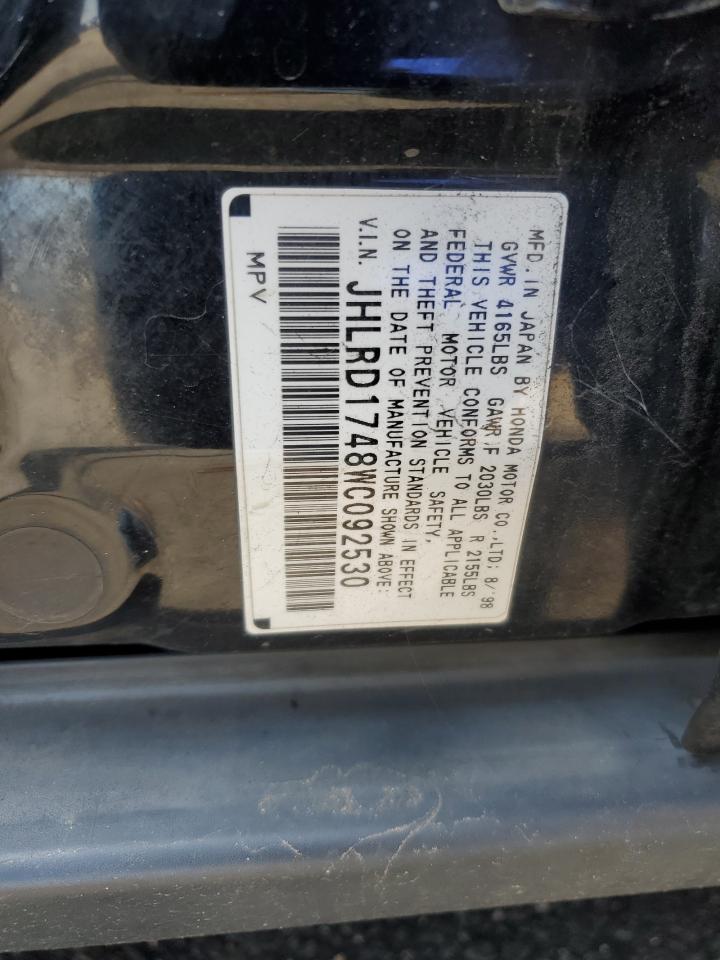 MFD. IN JAPAN BY HONDA MOTOR CO.,LTD; 8/'98
GVWR 4165LBS GAWR F 2030LBS R 2155LBS
THIS VEHICLE CONFORMS TO ALL APPLICABLE
FEDERAL MOTOR VEHICLE SAFETY,
AND THEFT PREVENTION STANDARDS IN EFFECT
ON THE DATE OF MANUFACTURE SHOWN ABOVE:
V.I.N. JHLRD1748WC092530
MPV